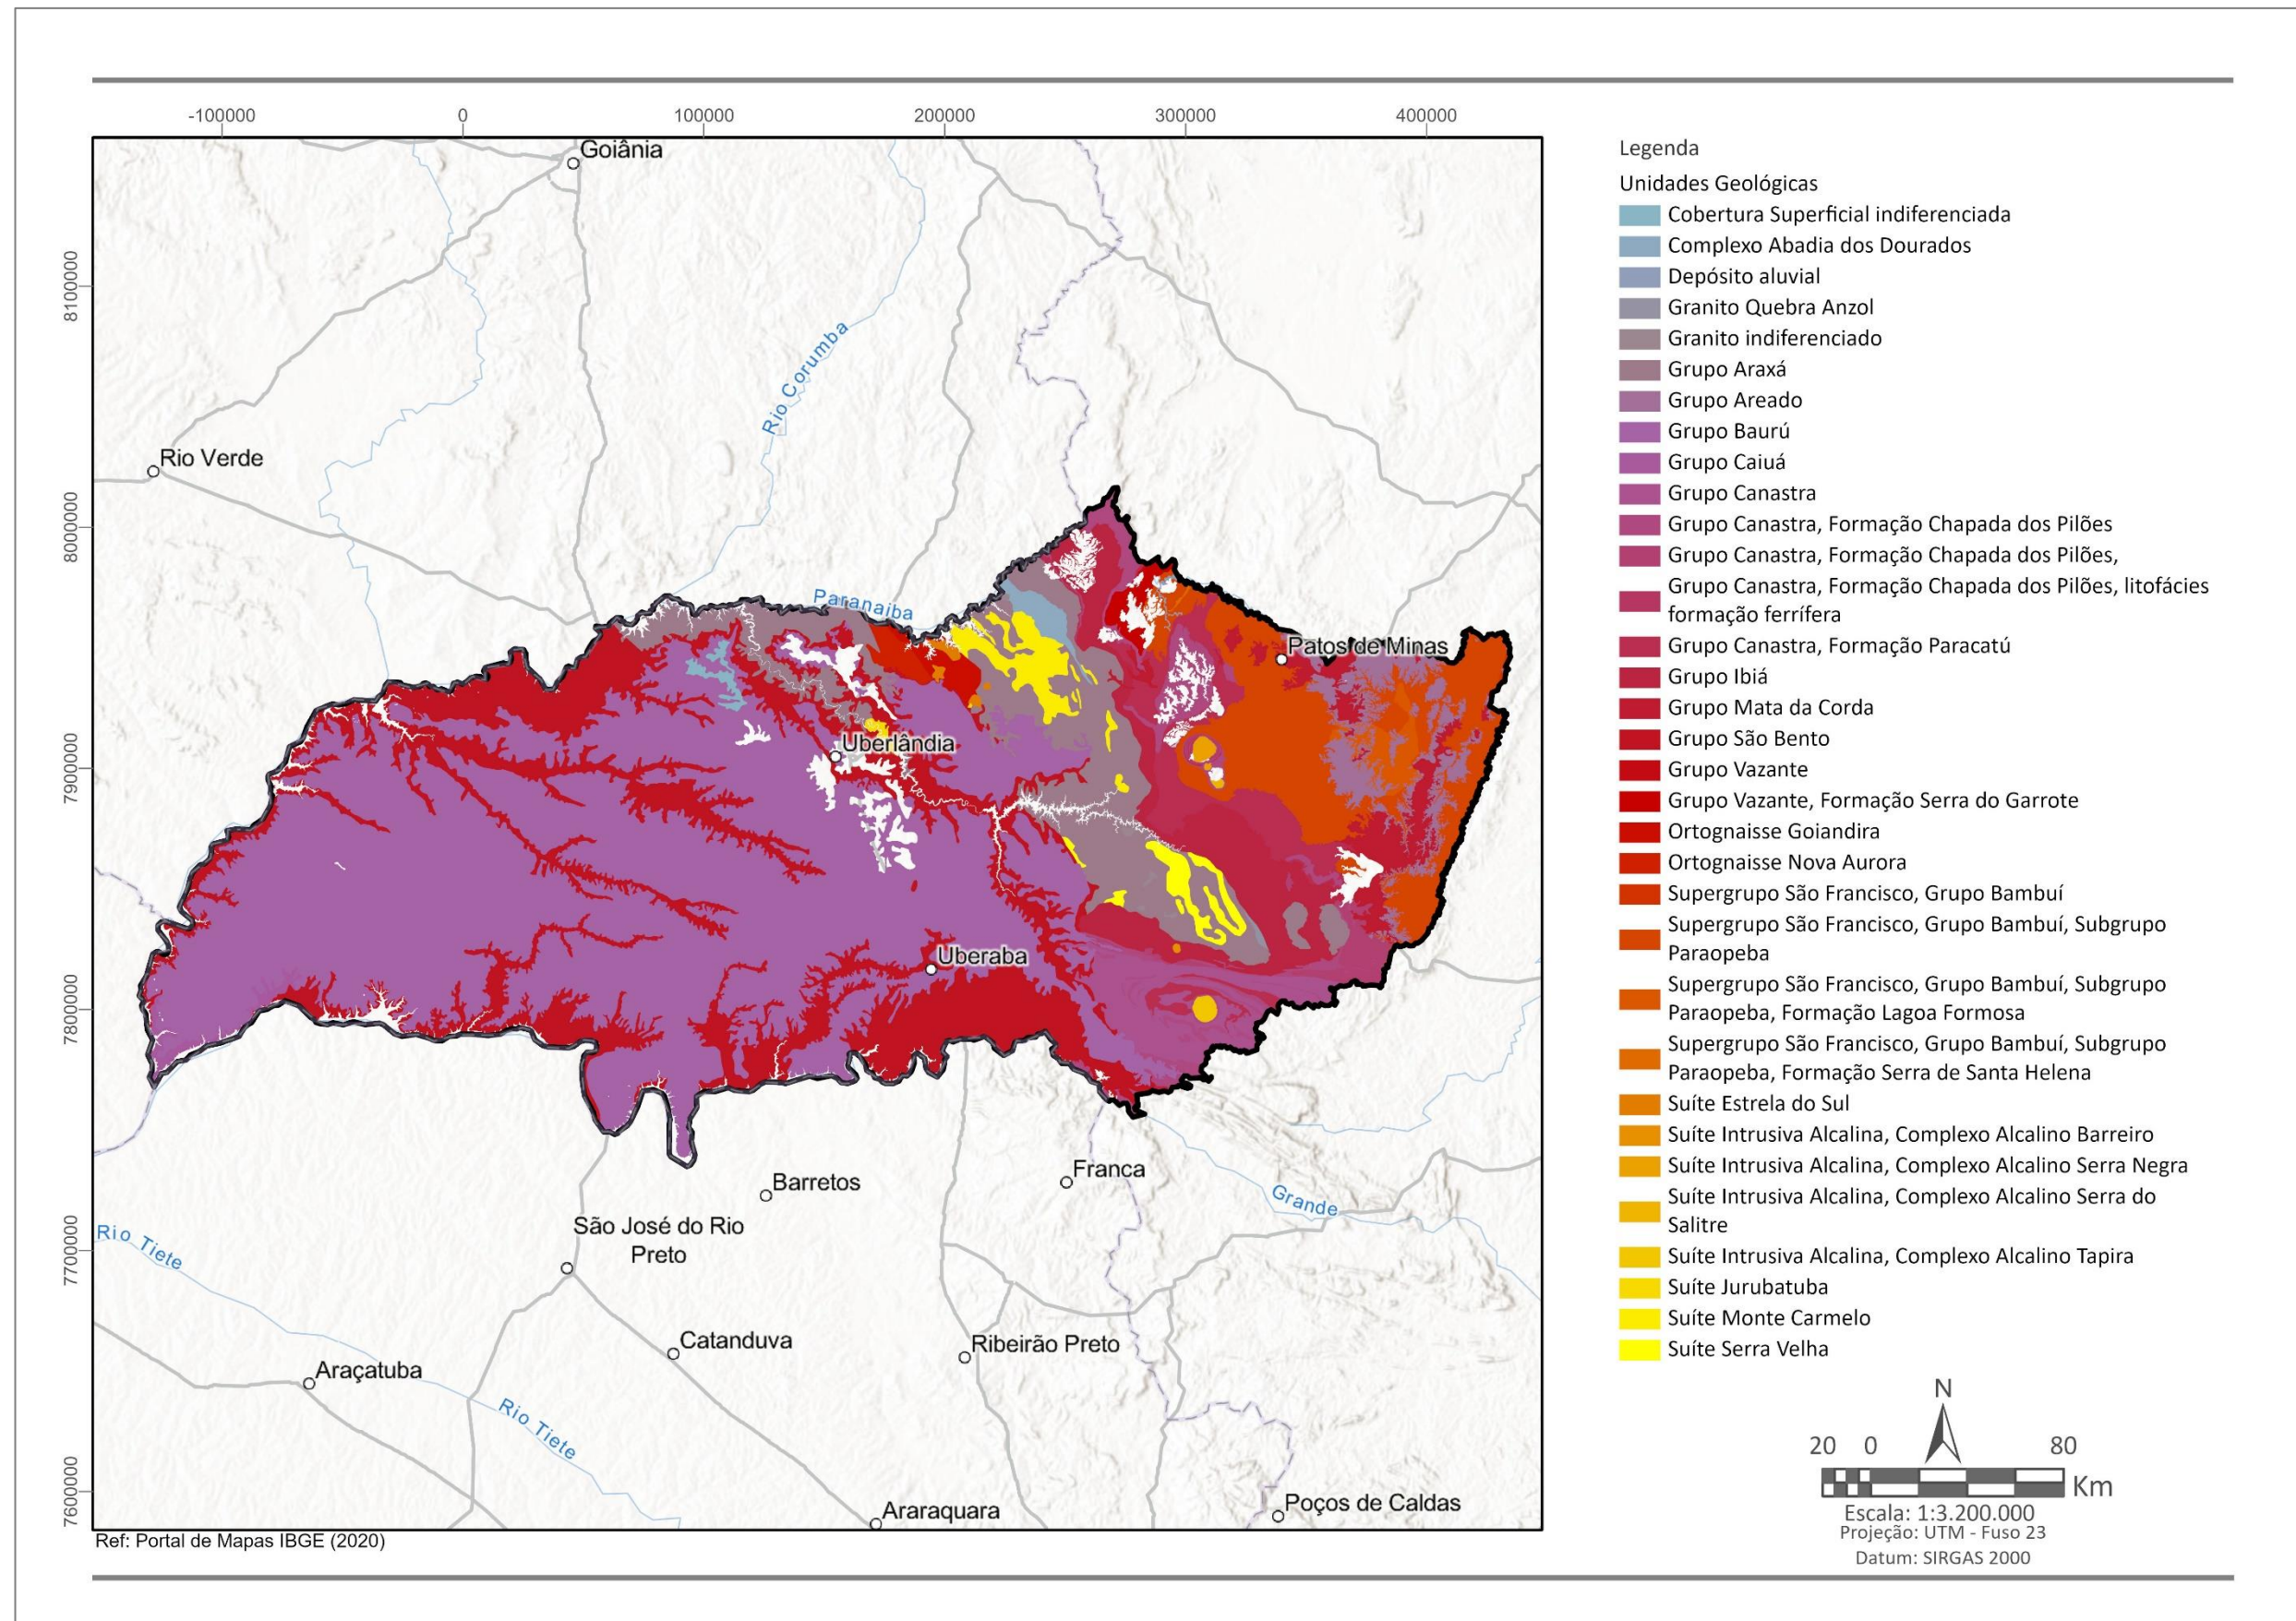 -100000
0
100000
200000
300000
400000
8100000
8000000
7900000
7800000
7700000
7600000
Goiânia
Rio Corumba
Rio Verde
Paranaiba
Patos de Minas
Uberlândia
Uberaba
Franca
Barretos
Grande
São José do Rio
Preto
Rio Tiete
Catanduva
Ribeirão Preto
Araçatuba
Rio Tiete
Araraquara
Poços de Caldas
Ref: Portal de Mapas IBGE (2020)
Legenda
Unidades Geológicas
Cobertura Superficial indiferenciada
Complexo Abadia dos Dourados
Depósito aluvial
Granito Quebra Anzol
Granito indiferenciado
Grupo Araxá
Grupo Areado
Grupo Baurú
Grupo Caiuá
Grupo Canastra
Grupo Canastra, Formação Chapada dos Pilões
Grupo Canastra, Formação Chapada dos Pilões,
Grupo Canastra, Formação Chapada dos Pilões, litofácies
formação ferrífera
Grupo Canastra, Formação Paracatú
Grupo Ibiá
Grupo Mata da Corda
Grupo São Bento
Grupo Vazante
Grupo Vazante, Formação Serra do Garrote
Ortognaisse Goiandira
Ortognaisse Nova Aurora
Supergrupo São Francisco, Grupo Bambuí
Supergrupo São Francisco, Grupo Bambuí, Subgrupo
Paraopeba
Supergrupo São Francisco, Grupo Bambuí, Subgrupo
Paraopeba, Formação Lagoa Formosa
Supergrupo São Francisco, Grupo Bambuí, Subgrupo
Paraopeba, Formação Serra de Santa Helena
Suíte Estrela do Sul
Suíte Intrusiva Alcalina, Complexo Alcalino Barreiro
Suíte Intrusiva Alcalina, Complexo Alcalino Serra Negra
Suíte Intrusiva Alcalina, Complexo Alcalino Serra do
Salitre
Suíte Intrusiva Alcalina, Complexo Alcalino Tapira
Suíte Jurubatuba
Suíte Monte Carmelo
Suíte Serra Velha
N
20 0 80
Km
Escala: 1:3.200.000
Projeção: UTM - Fuso 23
Datum: SIRGAS 2000